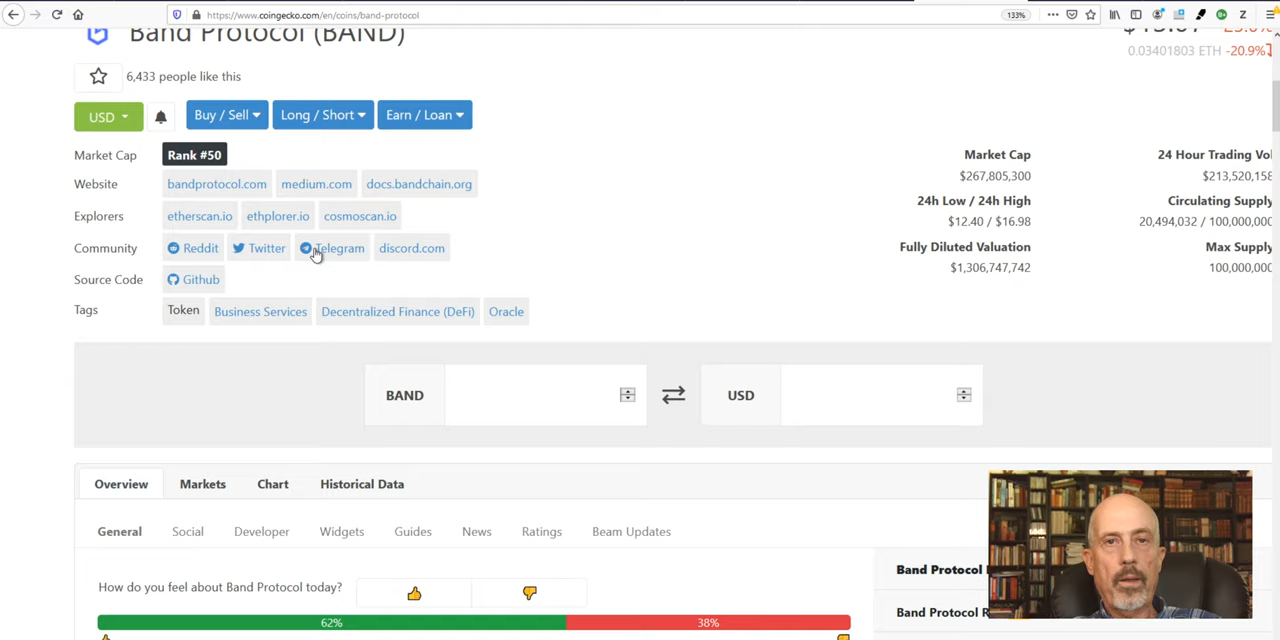 https://www.coingecko.com/en/coins/band-protocol
133%
Band Protocol (BAND)
0.03401803 ETH -20.9%
6,433 people like this
USD
Buy / Sell
Long / Short
Earn / Loan
Market Cap
Rank #50
Website
bandprotocol.com
medium.com
docs.bandchain.org
Explorers
etherscan.io
ethplorer.io
cosmoscan.io
Community
Reddit
Twitter
Telegram
discord.com
Source Code
Github
Tags
Token
Business Services
Decentralized Finance (DeFi)
Oracle
Market Cap
$267,805,300
24h Low / 24h High
$12.40 / $16.98
Fully Diluted Valuation
$1,306,747,742
24 Hour Trading Vol
$213,520,158
Circulating Supply
20,494,032 / 100,000,000
Max Supply
100,000,000
BAND
USD
Overview
Markets
Chart
Historical Data
General
Social
Developer
Widgets
Guides
News
Ratings
Beam Updates
How do you feel about Band Protocol today?
62%
38%
Band Protocol
Band Protocol